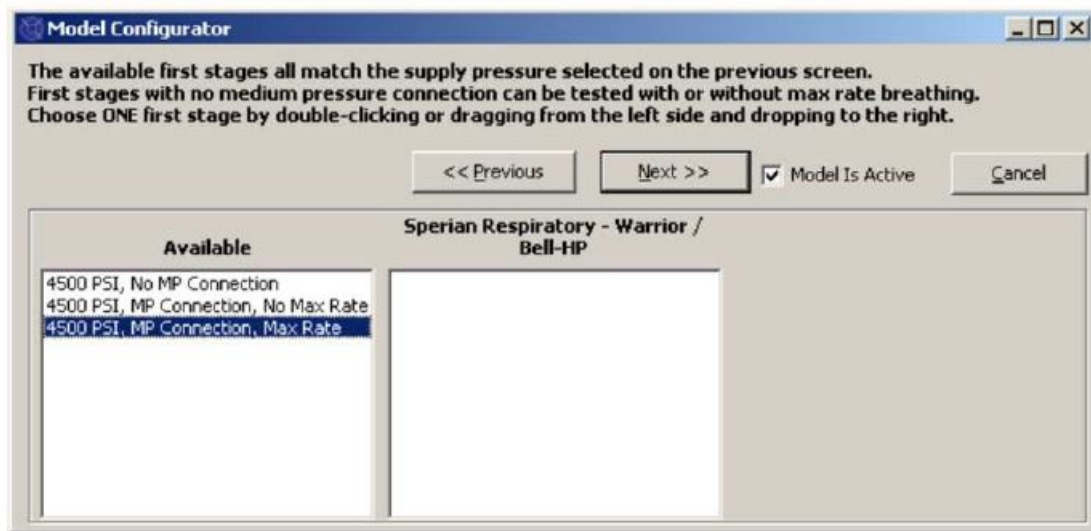 Model Configurator
The available first stages all match the supply pressure selected on the previous screen.
First stages with no medium pressure connection can be tested with or without max rate breathing.
Choose ONE first stage by double-clicking or dragging from the left side and dropping to the right.
<< Previous
Next >>
Model Is Active
Cancel
Available
Sperian Respiratory - Warrior /
Bell-HP
4500 PSI, No MP Connection
4500 PSI, MP Connection, No Max Rate
4500 PSI, MP Connection, Max Rate